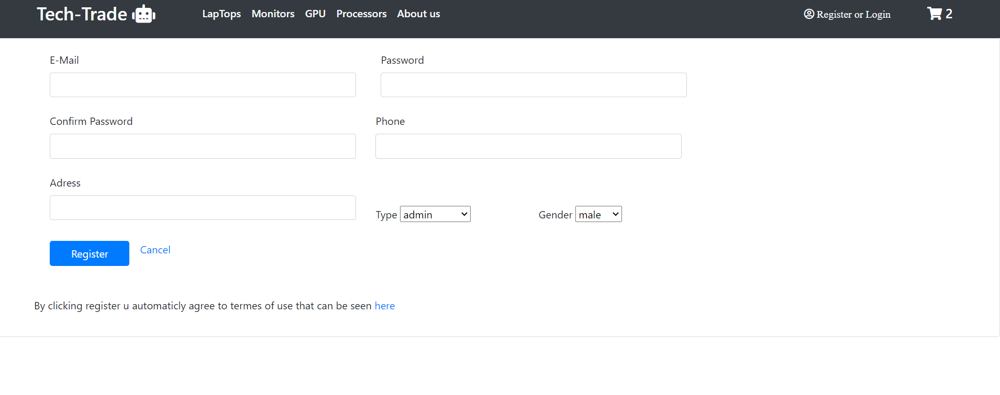 Tech-Trade LapTops Monitors GPU Processors About us Register or Login 2
E-Mail Password
Confirm Password Phone
Adress
Type admin Gender male
Register Cancel
By clicking register u automaticly agree to termes of use that can be seen here